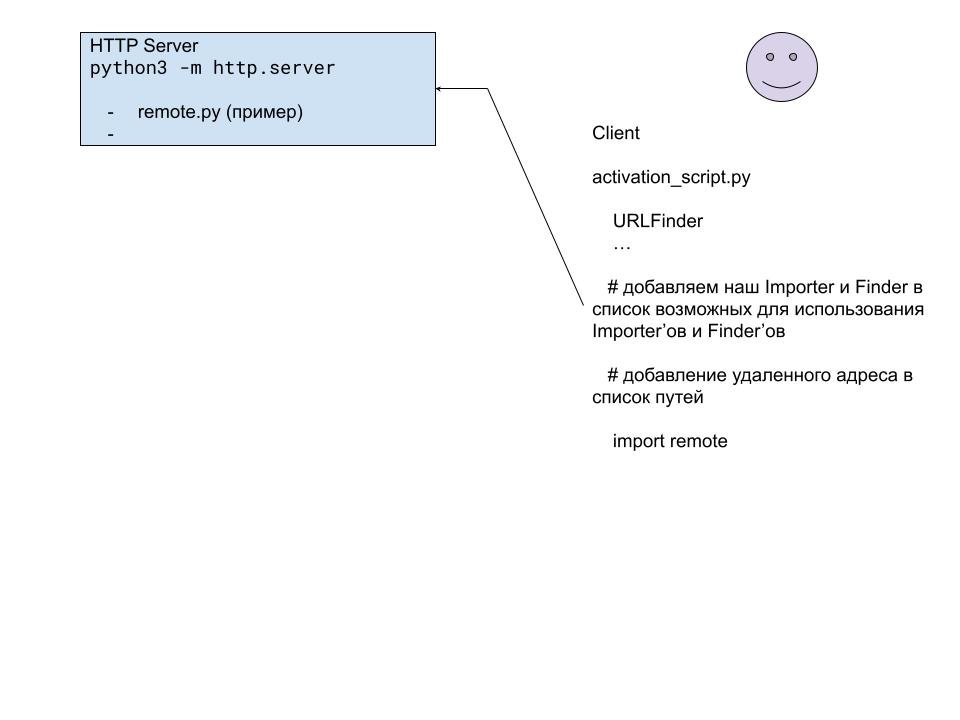 HTTP Server
python3 -m http.server
- remote.py (пример)
-
Client
activation_script.py
URLFinder
…
# добавляем наш Importer и Finder в
список возможных для использования
Importer’ов и Finder’ов
# добавление удаленного адреса в
список путей
import remote